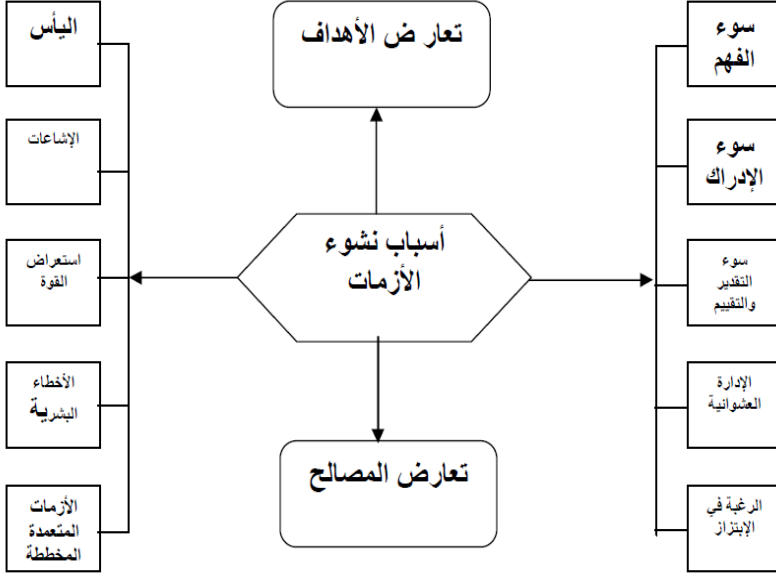 سوء
الفهم
سوء
الإدراك
سوء
التقدير
والتقييم
الإدارة
العشوائية
الرغبة في
الإبتزاز
تعار ض الأهداف
أسباب نشوء
الأزمات
تعارض المصالح
اليأس
الإشاعات
استعراض
القوة
الأخطاء
البشرية
الأزمات
المتعمدة
المخططة